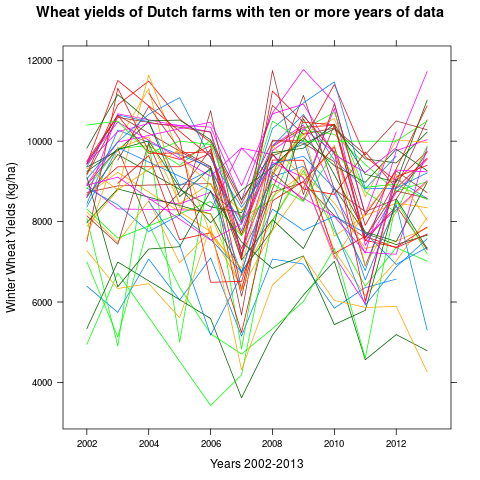 Wheat yields of Dutch farms with ten or more years of data
12000
10000
8000
6000
4000
Winter Wheat Yields (kg/ha)
2002 2004 2006 2008 2010 2012
Years 2002-2013